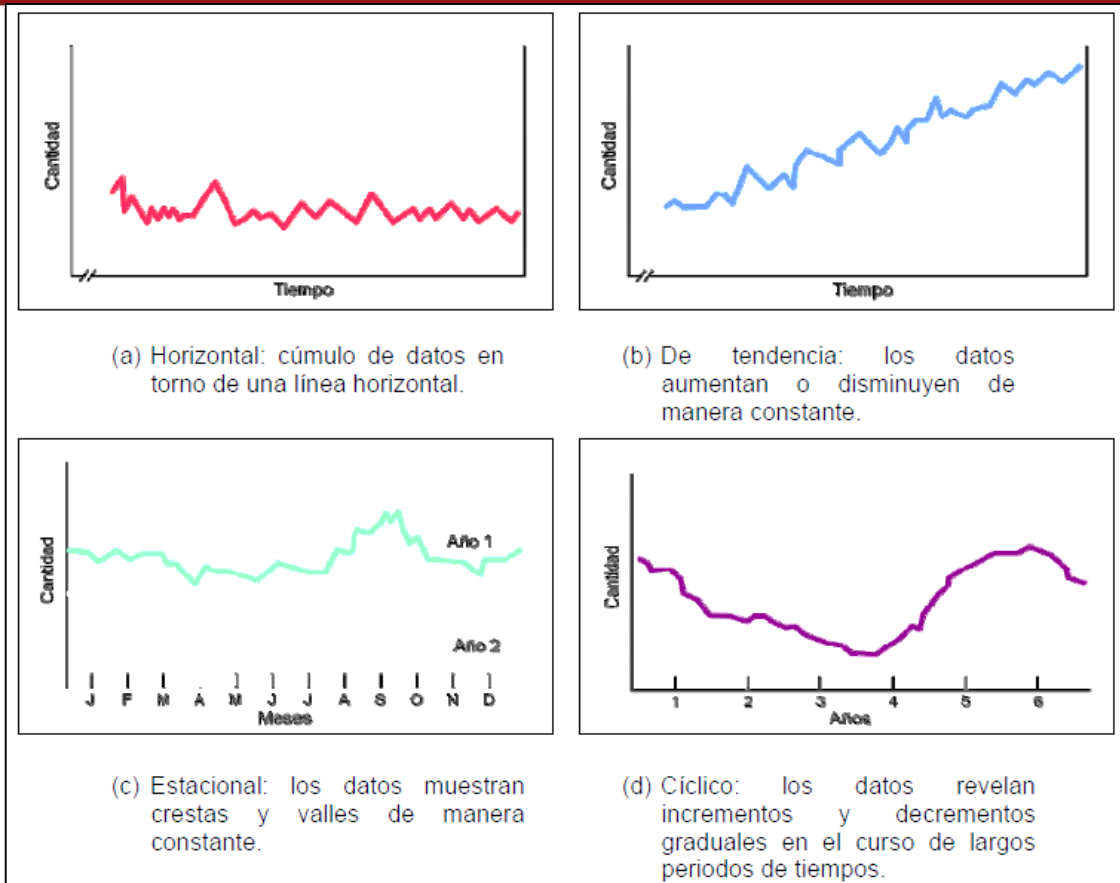 Cantidad
Tiempo
Cantidad
Tiempo
(a) Horizontal: cúmulo de datos en
torno de una línea horizontal.
(b) De tendencia: los datos
aumentan o disminuyen de
manera constante.
Cantidad
Año 1
Año 2
J F M A M J J A S O N D
Meses
Cantidad
1 2 3 4 5 6
Años
(c) Estacional: los datos muestran
crestas y valles de manera
constante.
(d) Cíclico: los datos revelan
incrementos y decrementos
graduales en el curso de largos
periodos de tiempos.